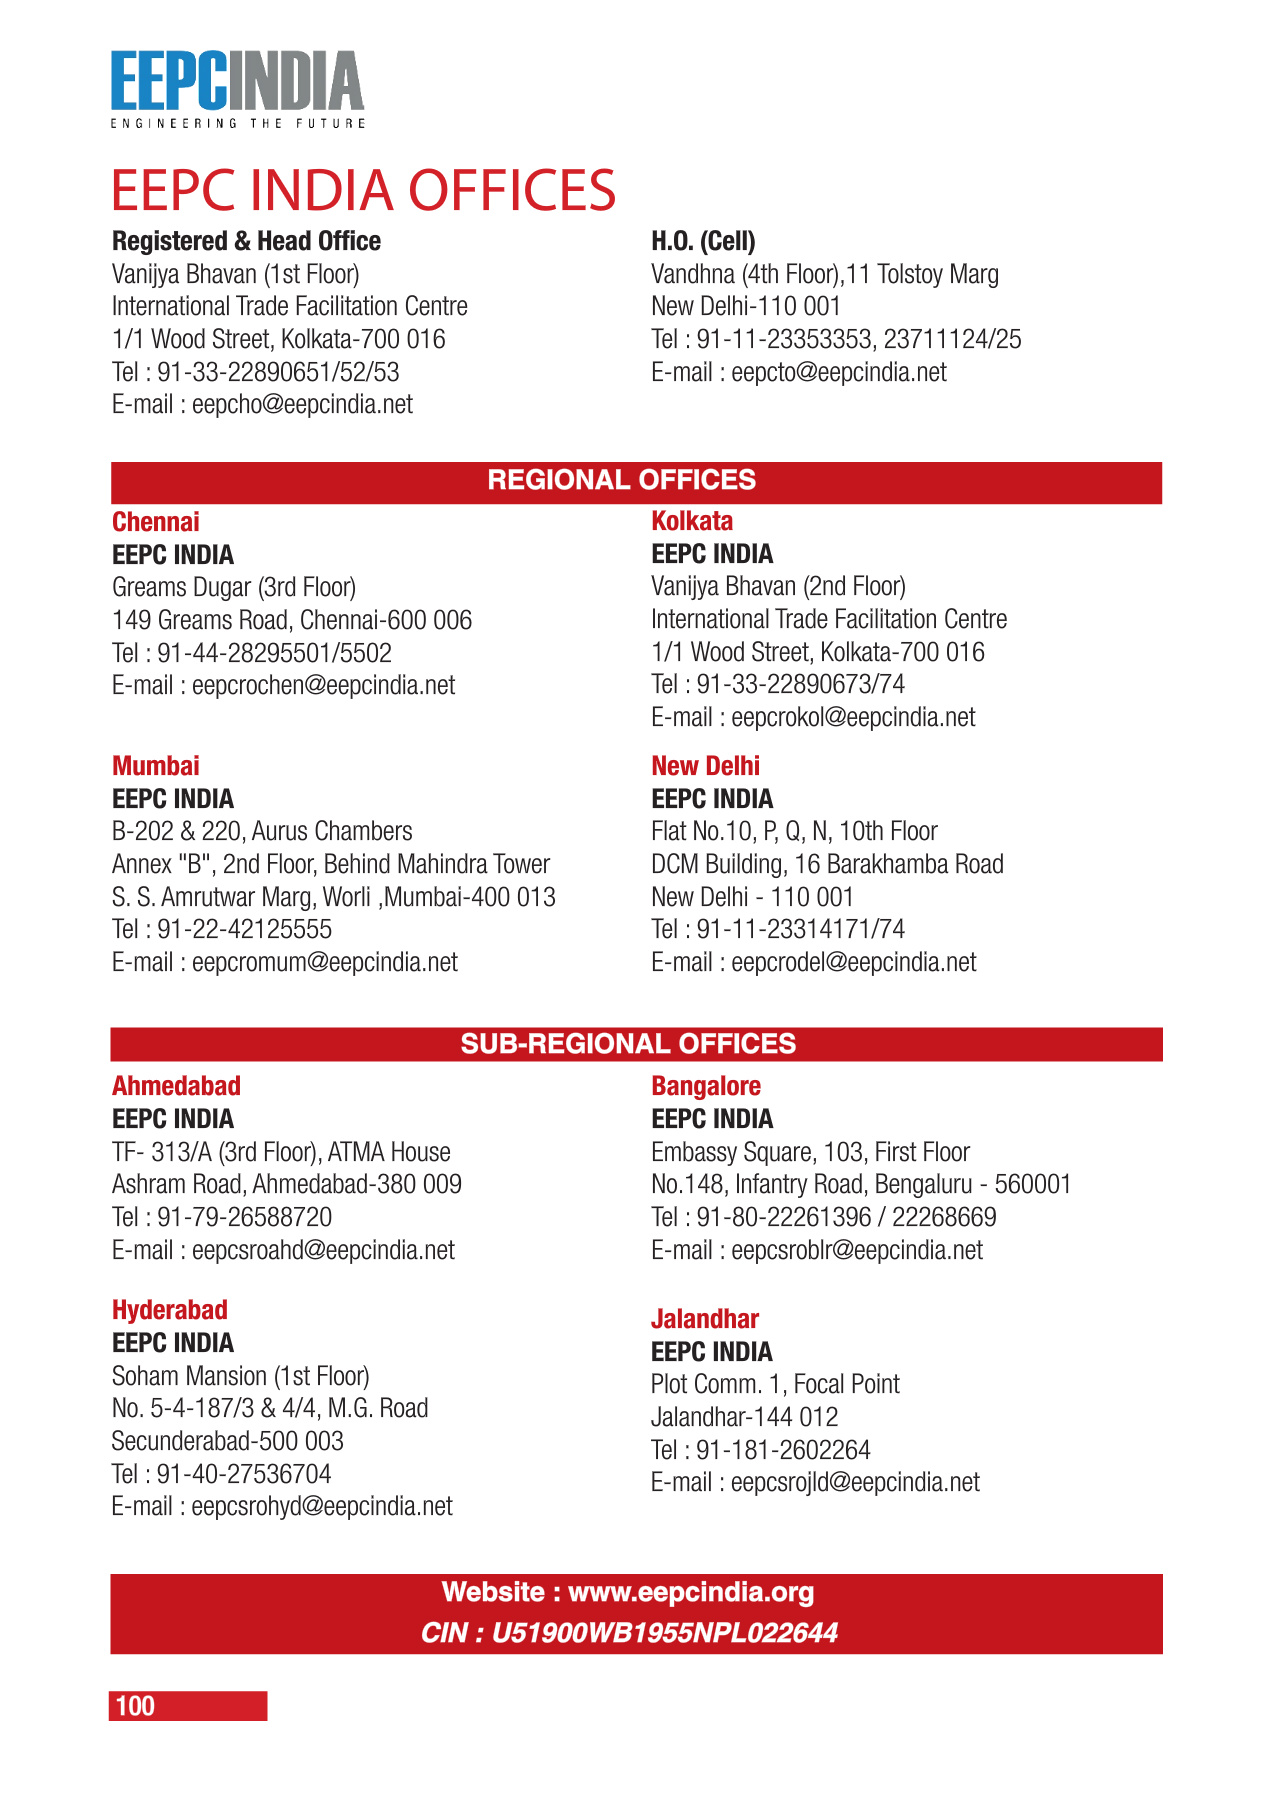 EEPCINDIA
ENGINEERING THE FUTURE
EEPC INDIA OFFICES
Registered & Head Office
Vanijya Bhavan (1st Floor)
International Trade Facilitation Centre
1/1 Wood Street, Kolkata-700 016
Tel : 91-33-22890651/52/53
E-mail : eepcho@eepcindia.net
H.O. (Cell)
Vandhna (4th Floor),11 Tolstoy Marg
New Delhi-110 001
Tel : 91-11-23353353, 23711124/25
E-mail : eepcto@eepcindia.net
REGIONAL OFFICES
Chennai
EEPC INDIA
Greams Dugar (3rd Floor)
149 Greams Road, Chennai-600 006
Tel : 91-44-28295501/5502
E-mail : eepcrochen@eepcindia.net
Kolkata
EEPC INDIA
Vanijya Bhavan (2nd Floor)
International Trade Facilitation Centre
1/1 Wood Street, Kolkata-700 016
Tel : 91-33-22890673/74
E-mail : eepcrokol@eepcindia.net
Mumbai
EEPC INDIA
B-202 & 220, Aurus Chambers
Annex "B", 2nd Floor, Behind Mahindra Tower
S. S. Amrutwar Marg, Worli ,Mumbai-400 013
Tel : 91-22-42125555
E-mail : eepcromum@eepcindia.net
New Delhi
EEPC INDIA
Flat No.10, P, Q, N, 10th Floor
DCM Building, 16 Barakhamba Road
New Delhi - 110 001
Tel : 91-11-23314171/74
E-mail : eepcrodel@eepcindia.net
SUB-REGIONAL OFFICES
Ahmedabad
EEPC INDIA
TF- 313/A (3rd Floor), ATMA House
Ashram Road, Ahmedabad-380 009
Tel : 91-79-26588720
E-mail : eepcsroahd@eepcindia.net
Bangalore
EEPC INDIA
Embassy Square, 103, First Floor
No.148, Infantry Road, Bengaluru - 560001
Tel : 91-80-22261396 / 22268669
E-mail : eepcsroblr@eepcindia.net
Hyderabad
EEPC INDIA
Soham Mansion (1st Floor)
No. 5-4-187/3 & 4/4, M.G. Road
Secunderabad-500 003
Tel : 91-40-27536704
E-mail : eepcsrohyd@eepcindia.net
Jalandhar
EEPC INDIA
Plot Comm. 1, Focal Point
Jalandhar-144 012
Tel : 91-181-2602264
E-mail : eepcsrojld@eepcindia.net
Website : www.eepcindia.org
CIN : U51900WB1955NPL022644
100